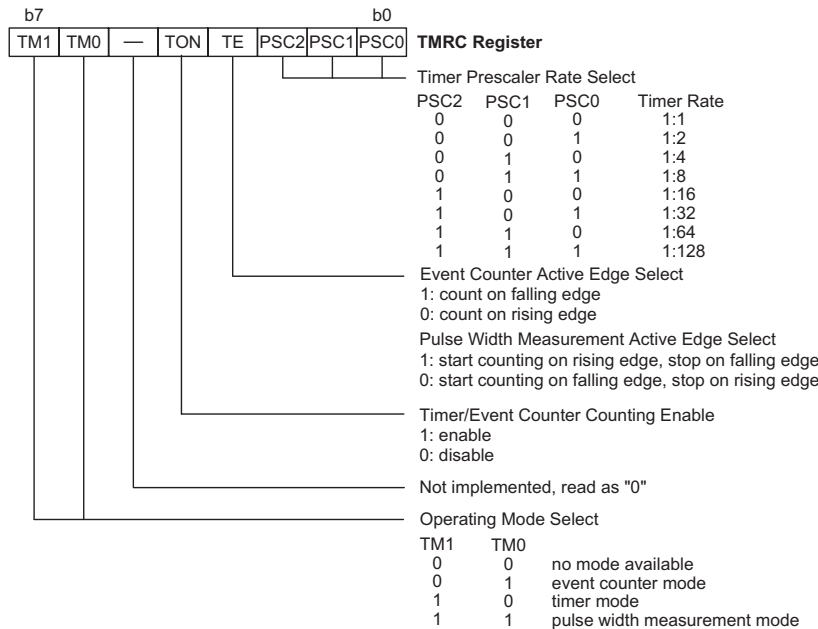 b7 b0
TM1 TM0 — TON TE PSC2 PSC1 PSC0 TMRC Register
Timer Prescaler Rate Select
PSC2 PSC1 PSC0 Timer Rate
0 0 0 1:1
0 0 1 1:2
0 1 0 1:4
0 1 1 1:8
1 0 0 1:16
1 0 1 1:32
1 1 0 1:64
1 1 1 1:128
Event Counter Active Edge Select
1: count on falling edge
0: count on rising edge
Pulse Width Measurement Active Edge Select
1: start counting on rising edge, stop on falling edge
0: start counting on falling edge, stop on rising edge
Timer/Event Counter Counting Enable
1: enable
0: disable
Not implemented, read as "0"
Operating Mode Select
TM1 TM0
0 0 no mode available
0 1 event counter mode
1 0 timer mode
1 1 pulse width measurement mode